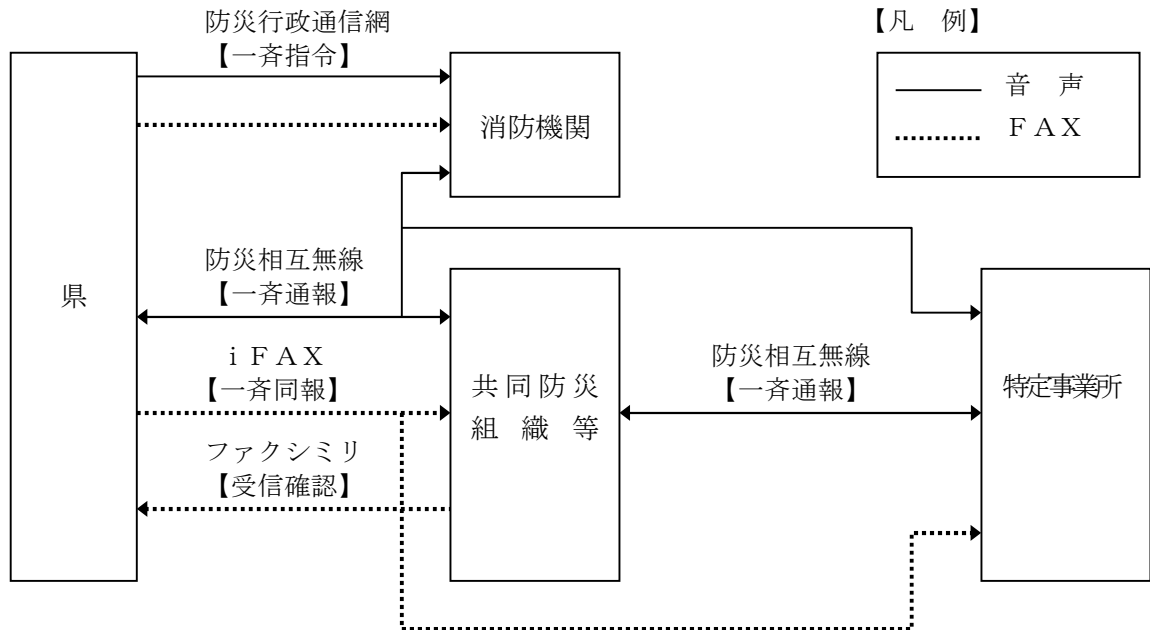 防災行政通信網
【一斉指令】
【凡　例】
音　声
ＦＡＸ
消防機関
県
防災相互無線
【一斉通報】
ｉＦＡＸ
【一斉同報】
ファクシミリ
【受信確認】
共同防災
組　織　等
防災相互無線
【一斉通報】
特定事業所